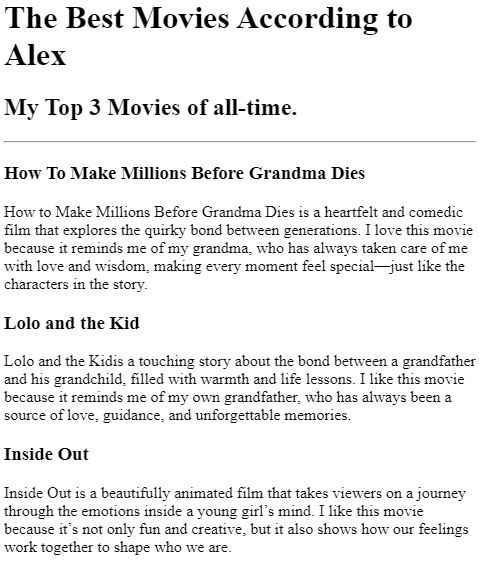 The Best Movies According to
Alex
My Top 3 Movies of all-time.
How To Make Millions Before Grandma Dies
How to Make Millions Before Grandma Dies is a heartfelt and comedic
film that explores the quirky bond between generations. I love this movie
because it reminds me of my grandma, who has always taken care of me
with love and wisdom, making every moment feel special—just like the
characters in the story.
Lolo and the Kid
Lolo and the Kidis a touching story about the bond between a grandfather
and his grandchild, filled with warmth and life lessons. I like this movie
because it reminds me of my own grandfather, who has always been a
source of love, guidance, and unforgettable memories.
Inside Out
Inside Out is a beautifully animated film that takes viewers on a journey
through the emotions inside a young girl’s mind. I like this movie
because it’s not only fun and creative, but it also shows how our feelings
work together to shape who we are.